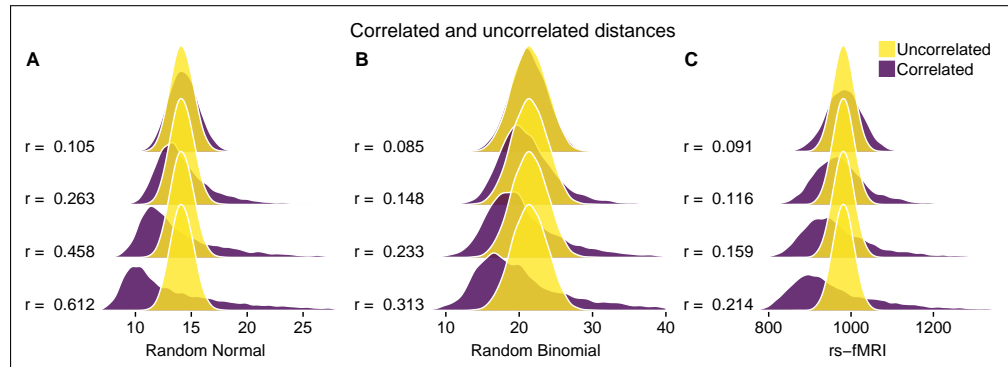 Correlated and uncorrelated distances
A
B
C
Uncorrelated
Correlated
r = 0.105
r = 0.263
r = 0.458
r = 0.612
10 15 20 25
Random Normal
r = 0.085
r = 0.148
r = 0.233
r = 0.313
10 20 30 40
Random Binomial
r = 0.091
r = 0.116
r = 0.159
r = 0.214
800 1000 1200
rs−fMRI